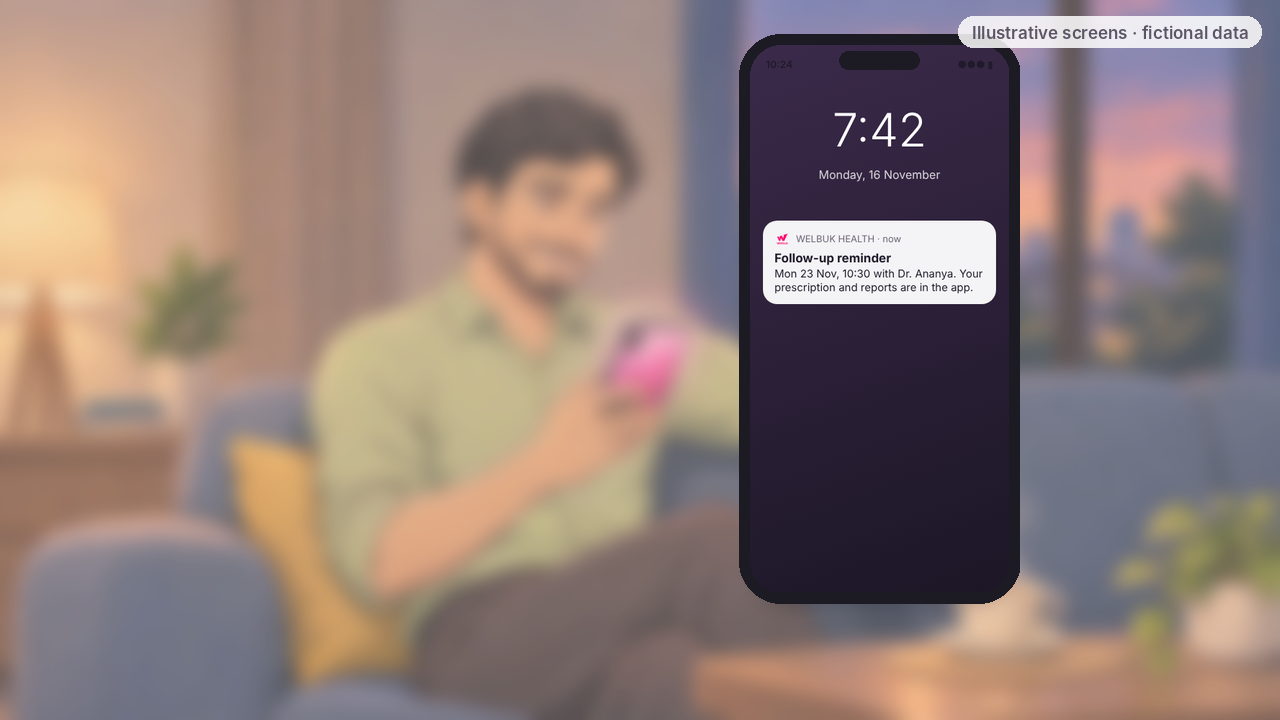 Illustrative screens · fictional data
10:24
7:42
Monday, 16 November
WELBUK HEALTH · now
Follow-up reminder
Mon 23 Nov, 10:30 with Dr. Ananya. Your
prescription and reports are in the app.